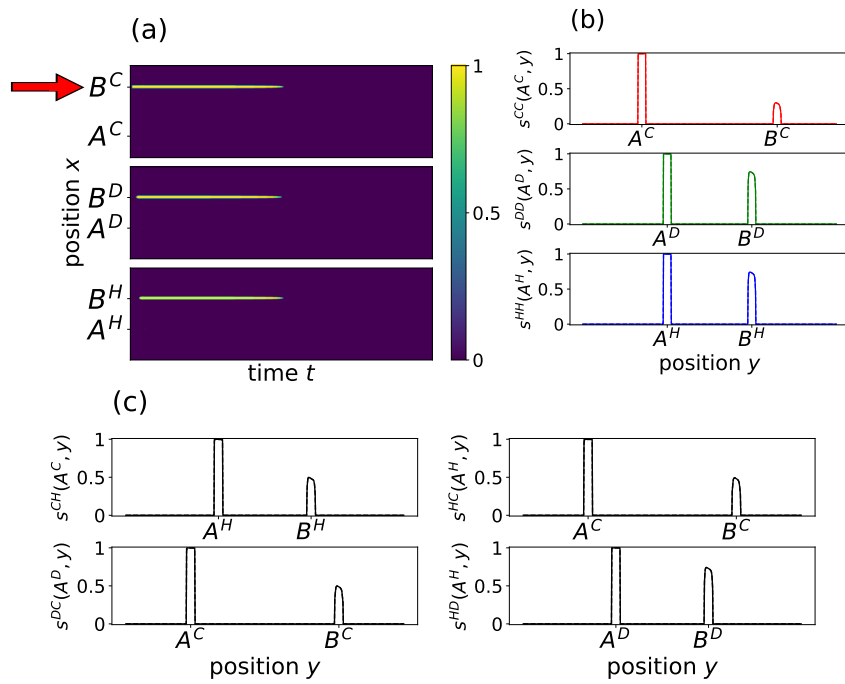 (a)
B^C
A^C
B^D
A^D
B^H
A^H
position x
time t
1
0.5
0
(b)
s^{CC}(A^C, y)
1
0.5
0
A^C B^C
s^{DD}(A^D, y)
1
0.5
0
A^D B^D
s^{HH}(A^H, y)
1
0.5
0
A^H B^H
position y
(c)
s^{CH}(A^C, y)
1
0.5
0
A^H B^H
s^{HC}(A^H, y)
1
0.5
0
A^C B^C
s^{DC}(A^D, y)
1
0.5
0
A^C B^C
position y
s^{HD}(A^H, y)
1
0.5
0
A^D B^D
position y